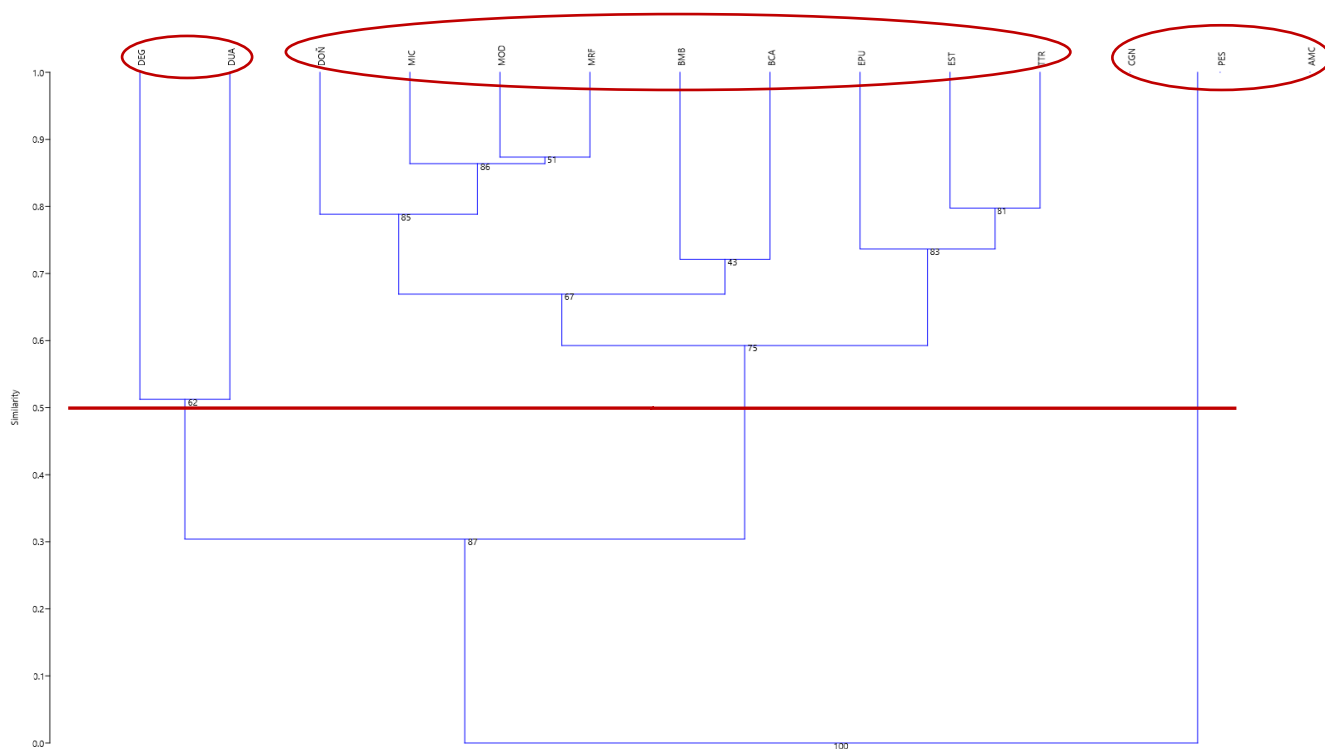 DEG
DUA
DOÑ
MIC
MOD
MRF
BMB
BCA
EPU
EST
TTR
CGN
PES
AMC
1.0
0.9
51
86
0.8
81
85
83
0.7
43
67
0.6
75
Similarity
0.5
62
0.4
0.3
87
0.2
0.1
0.0
100